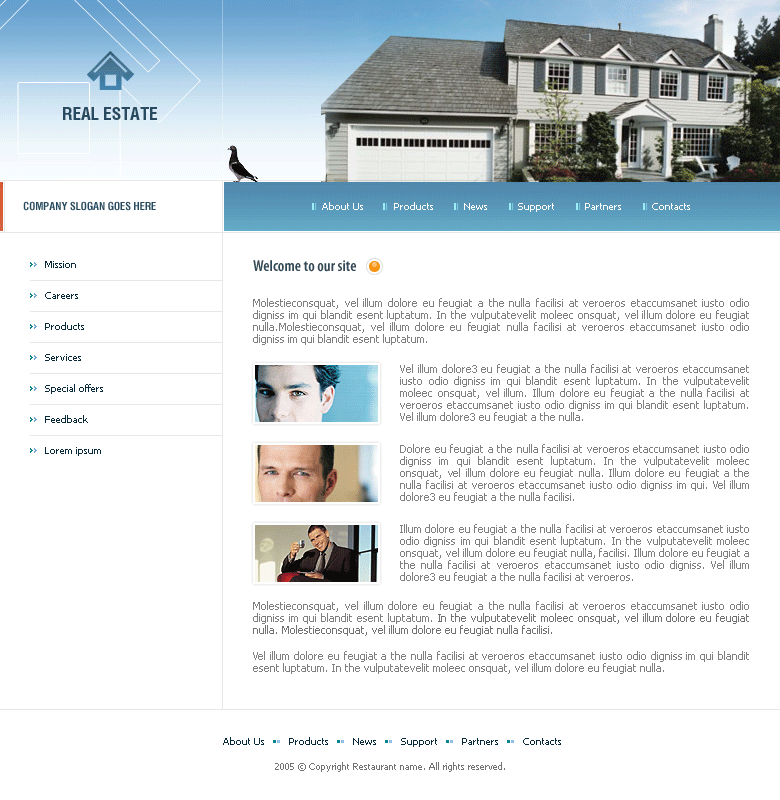 REAL ESTATE
COMPANY SLOGAN GOES HERE
About Us
Products
News
Support
Partners
Contacts
Mission
Careers
Products
Services
Special offers
Feedback
Lorem ipsum
Welcome to our site
Molestieconsquat, vel illum dolore eu feugiat a the nulla facilisi at veroeros etaccumsanet iusto odio
digniss im qui blandit esent luptatum. In the vulputatevelit moleec onsquat, vel illum dolore eu feugiat
nulla.Molestieconsquat, vel illum dolore eu feugiat nulla facilisi at veroeros etaccumsanet iusto odio
digniss im qui blandit esent luptatum.
Vel illum dolore3 eu feugiat a the nulla facilisi at veroeros etaccumsanet
iusto odio digniss im qui blandit esent luptatum. In the vulputatevelit
moleec onsquat, vel illum. Illum dolore eu feugiat a the nulla facilisi at
veroeros etaccumsanet iusto odio digniss im qui blandit esent luptatum.
Vel illum dolore3 eu feugiat a the nulla.
Dolore eu feugiat a the nulla facilisi at veroeros etaccumsanet iusto odio
digniss im qui blandit esent luptatum. In the vulputatevelit moleec
onsquat, vel illum dolore eu feugiat nulla. Illum dolore eu feugiat a the
nulla facilisi at veroeros etaccumsanet iusto odio digniss im qui. Vel illum
dolore3 eu feugiat a the nulla facilisi.
Illum dolore eu feugiat a the nulla facilisi at veroeros etaccumsanet iusto
odio digniss im qui blandit esent luptatum. In the vulputatevelit moleec
onsquat, vel illum dolore eu feugiat nulla, facilisi. Illum dolore eu feugiat a
the nulla facilisi at veroeros etaccumsanet iusto odio digniss. Vel illum
dolore3 eu feugiat a the nulla facilisi at veroeros.
Molestieconsquat, vel illum dolore eu feugiat a the nulla facilisi at veroeros etaccumsanet iusto odio
digniss im qui blandit esent luptatum. In the vulputatevelit moleec onsquat, vel illum dolore eu feugiat
nulla. Molestieconsquat, vel illum dolore eu feugiat nulla facilisi.
Vel illum dolore eu feugiat a the nulla facilisi at veroeros etaccumsanet iusto odio digniss im qui blandit
esent luptatum. In the vulputatevelit moleec onsquat, vel illum dolore eu feugiat nulla.
About Us
Products
News
Support
Partners
Contacts
2005 © Copyright Restaurant name. All rights reserved.